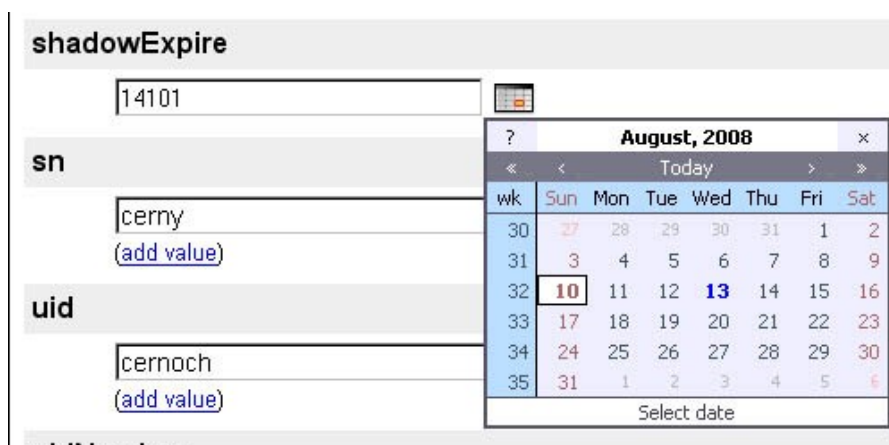 shadowExpire
14101
sn
cerny
(add value)
uid
cernoch
(add value)
? August, 2008 ×
« ‹ Today › »
wk Sun Mon Tue Wed Thu Fri Sat
30 27 28 29 30 31 1 2
31 3 4 5 6 7 8 9
32 10 11 12 13 14 15 16
33 17 18 19 20 21 22 23
34 24 25 26 27 28 29 30
35 31 1 2 3 4 5 6
Select date